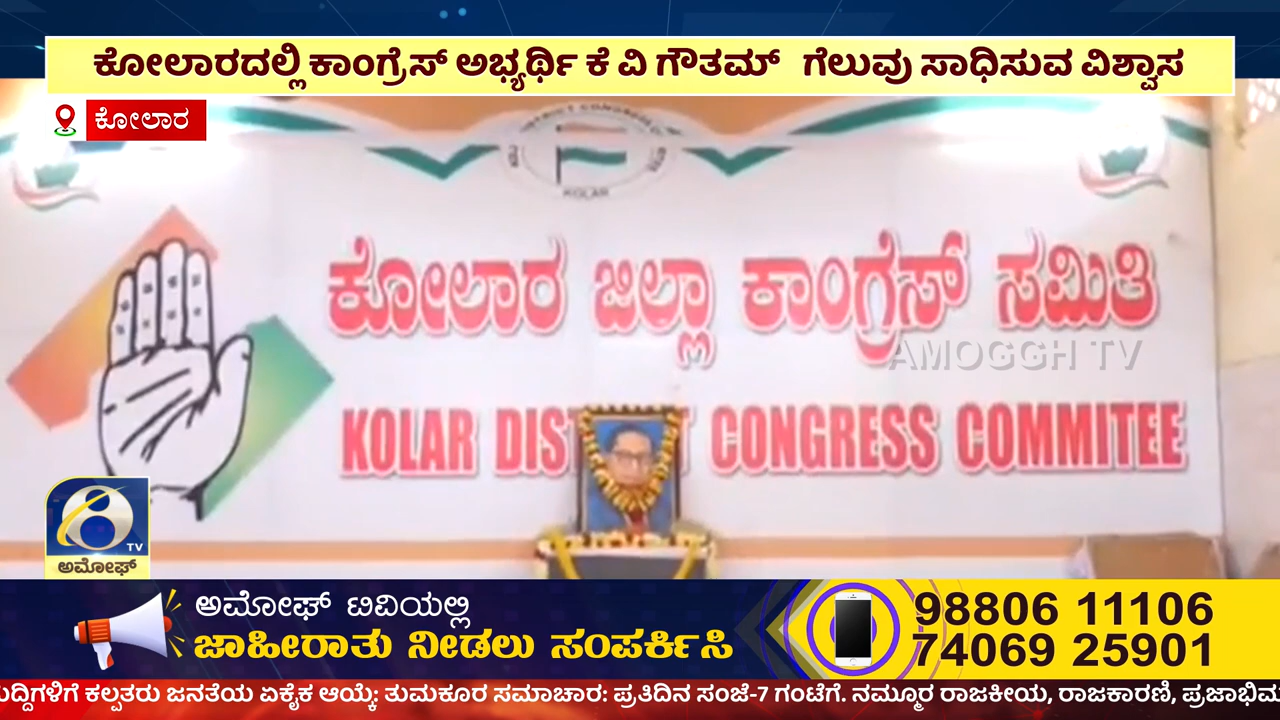 ಕೋಲಾರದಲ್ಲಿ ಕಾಂಗ್ರೆಸ್ ಅಭ್ಯರ್ಥಿ ಕೆ ವಿ ಗೌತಮ್ ಗೆಲುವು ಸಾಧಿಸುವ ವಿಶ್ವಾಸ
ಕೋಲಾರ
KOLAR
ಕೋಲಾರ ಜಿಲ್ಲಾ ಕಾಂಗ್ರೆಸ್ ಸಮಿತಿ
AMOGGH TV
KOLAR DIST T CONGRESS COMMITEE
TV
ಅಮೋಘ್
ಅಮೋಘ್ ಟಿವಿಯಲ್ಲಿ
ಜಾಹೀರಾತು ನೀಡಲು ಸಂಪರ್ಕಿಸಿ
98806 11106
74069 25901
ುದ್ದಿಗಳಿಗೆ ಕಲ್ಪತರು ಜನತೆಯ ಏಕೈಕ ಆಯ್ಕೆ: ತುಮಕೂರ ಸಮಾಚಾರ: ಪ್ರತಿದಿನ ಸಂಜೆ-7 ಗಂಟೆಗೆ. ನಮ್ಮೂರ ರಾಜಕೀಯ, ರಾಜಕಾರಣಿ, ಪ್ರಜಾಭಿಮ